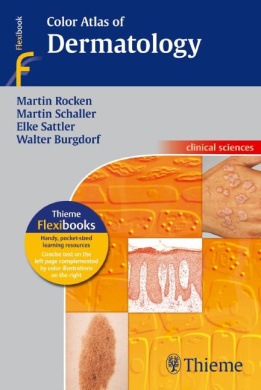 Flexibook
f
Color Atlas of
Dermatology
Martin Rocken
Martin Schaller
Elke Sattler
Walter Burgdorf
clinical sciences
Thieme
Flexibooks
Handy, pocket-sized
learning resources
Concise text on the
left page complemented
by color illustrations
on the right
Thieme